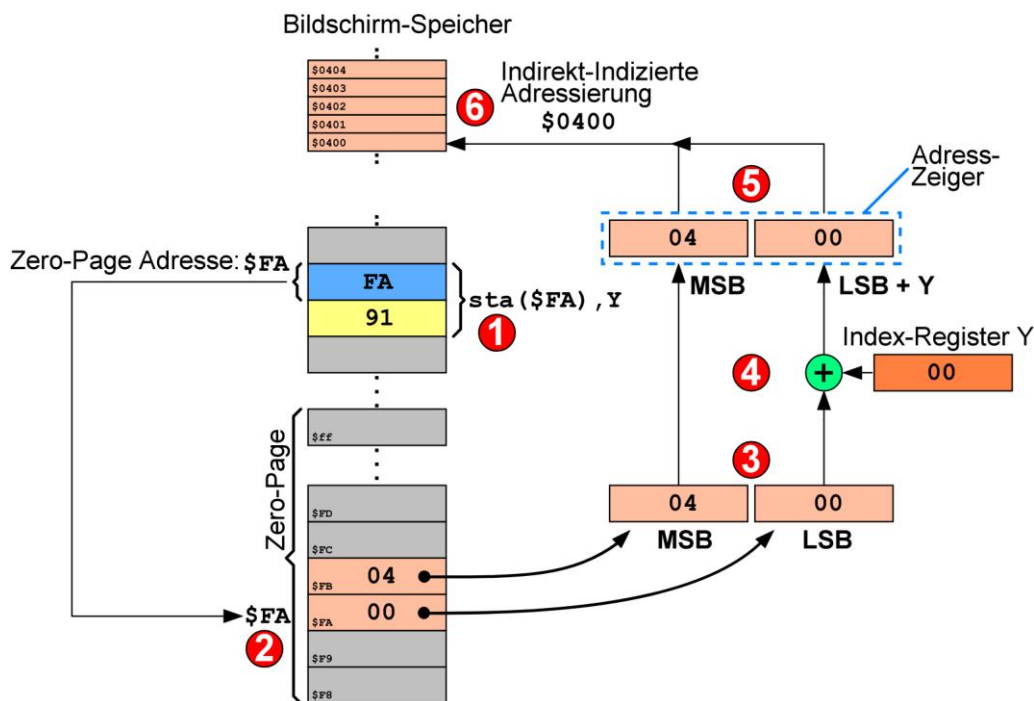 Bildschirm-Speicher
$0404
$0403
$0402
$0401
$0400
6
Indirekt-Indizierte
Adressierung
$0400
Adress-
Zeiger
5
04
00
MSB
LSB + Y
Zero-Page Adresse: $FA
FA
91
sta($FA),Y
1
Index-Register Y
4
+
00
Zero-Page
$ff
3
04
00
MSB
LSB
$FD
$FC
$FB
04
$FA
00
$FA
2
$F9
$F8